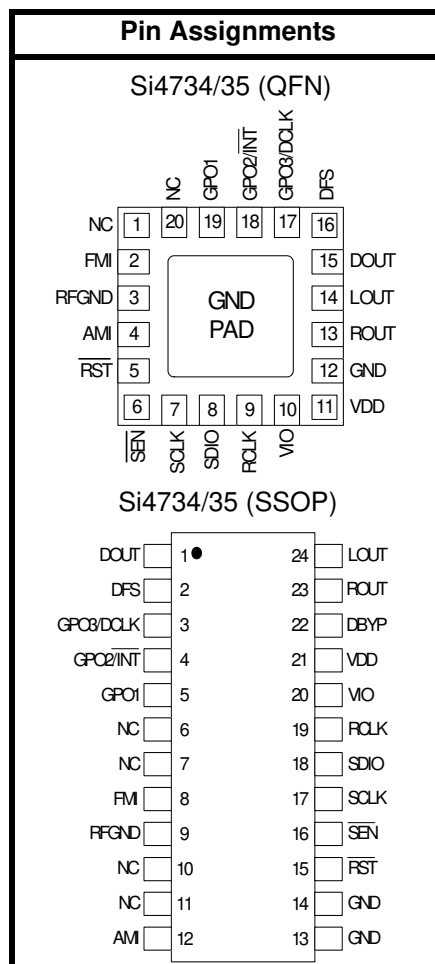 Pin Assignments
Si4734/35 (QFN)
NC
GPO1
GPO2/INT
GPO3/DCLK
DFS
20 19 18 17 16
NC 1
FMI 2
RFGND 3
AMI 4
RST 5
15 DOUT
14 LOUT
13 ROUT
12 GND
11 VDD
GND
PAD
6 7 8 9 10
SEN
SCLK
SDIO
RCLK
VIO
Si4734/35 (SSOP)
DOUT 1 24 LOUT
DFS 2 23 ROUT
GPO3/DCLK 3 22 DBYP
GPO2/INT 4 21 VDD
GPO1 5 20 VIO
NC 6 19 RCLK
NC 7 18 SDIO
FMI 8 17 SCLK
RFGND 9 16 SEN
NC 10 15 RST
NC 11 14 GND
AMI 12 13 GND